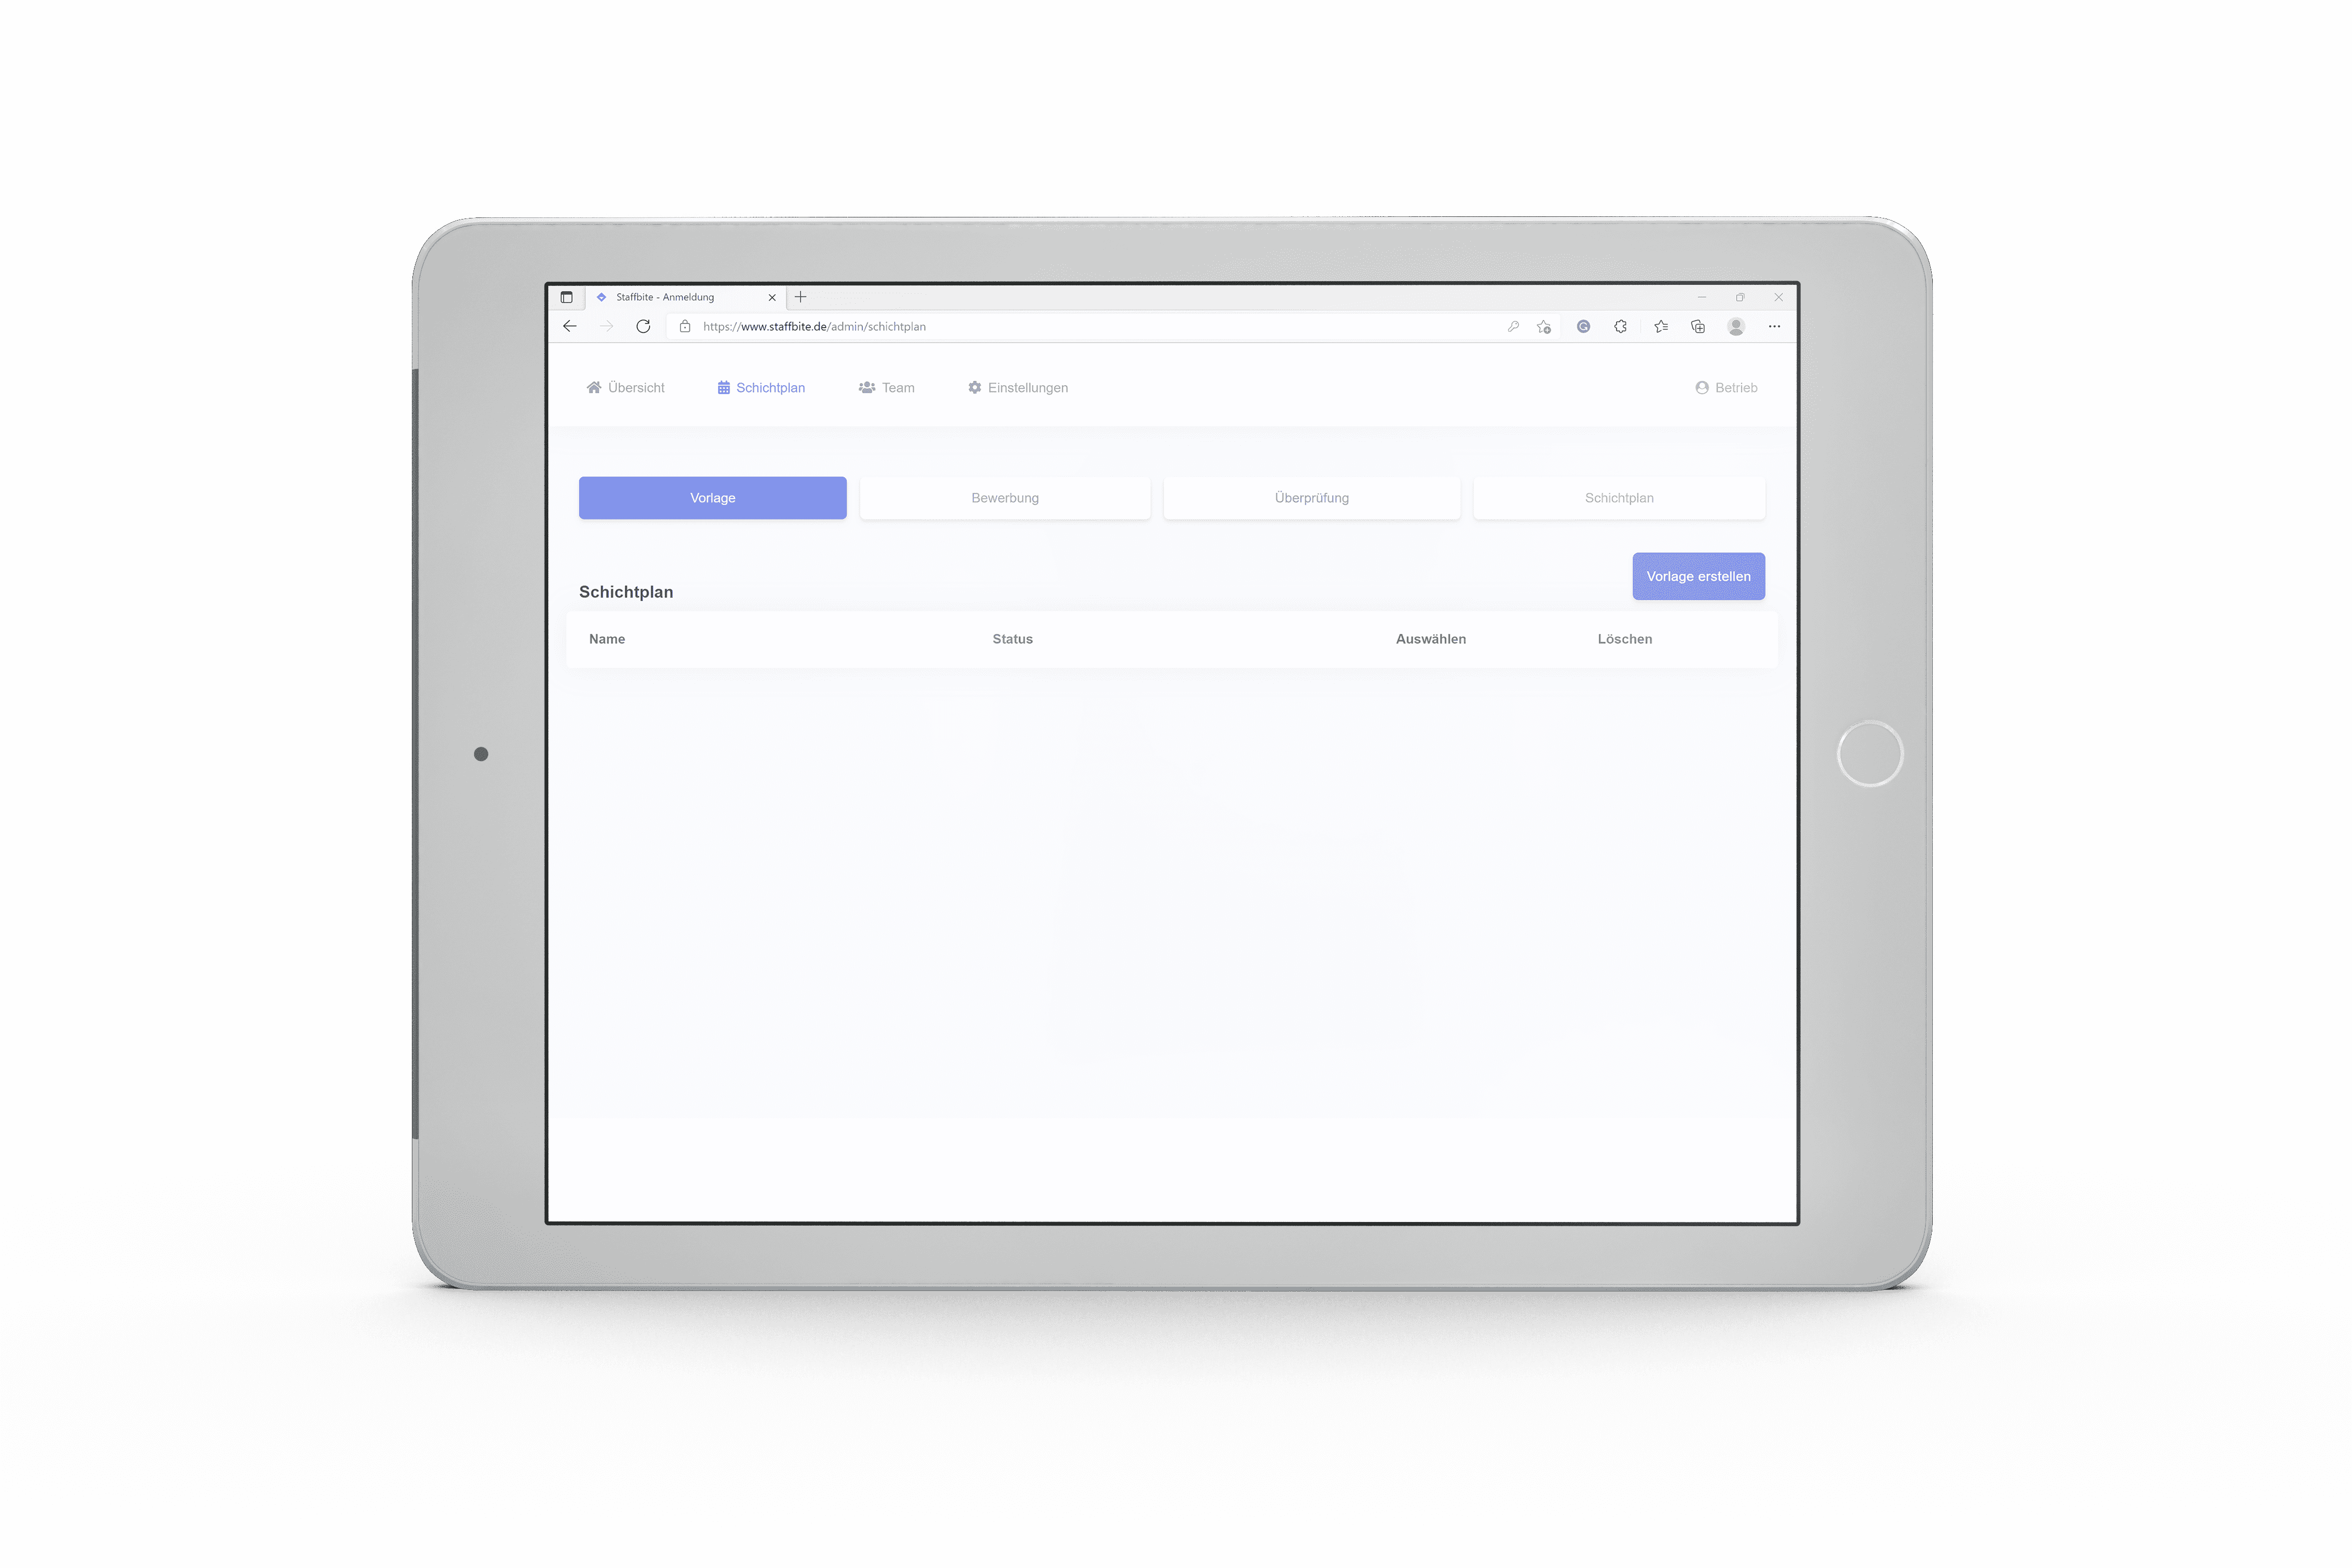 Staffbite - Anmeldung
https://www.staffbite.de/admin/schichtplan
Übersicht Schichtplan Team Einstellungen Betrieb
Vorlage Bewerbung Überprüfung Schichtplan
Vorlage erstellen
Schichtplan
Name Status Auswählen Löschen